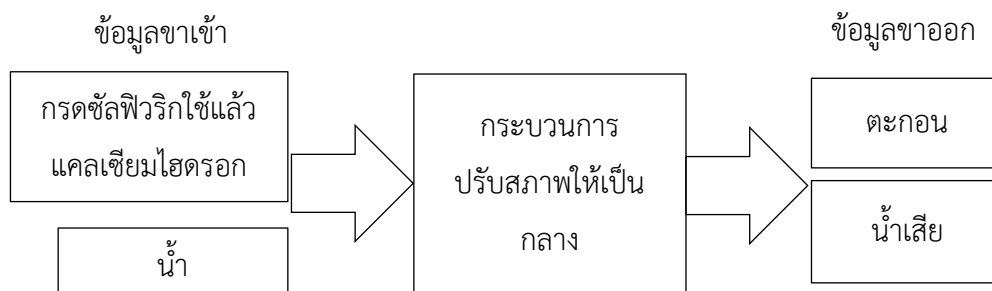 ข้อมูลขาเข้า
กรดซัลฟิวริกใช้แล้ว
แคลเซียมไฮดรอก
น้ำ
กระบวนการ
ปรับสภาพให้เป็น
กลาง
ข้อมูลขาออก
ตะกอน
น้ำเสีย